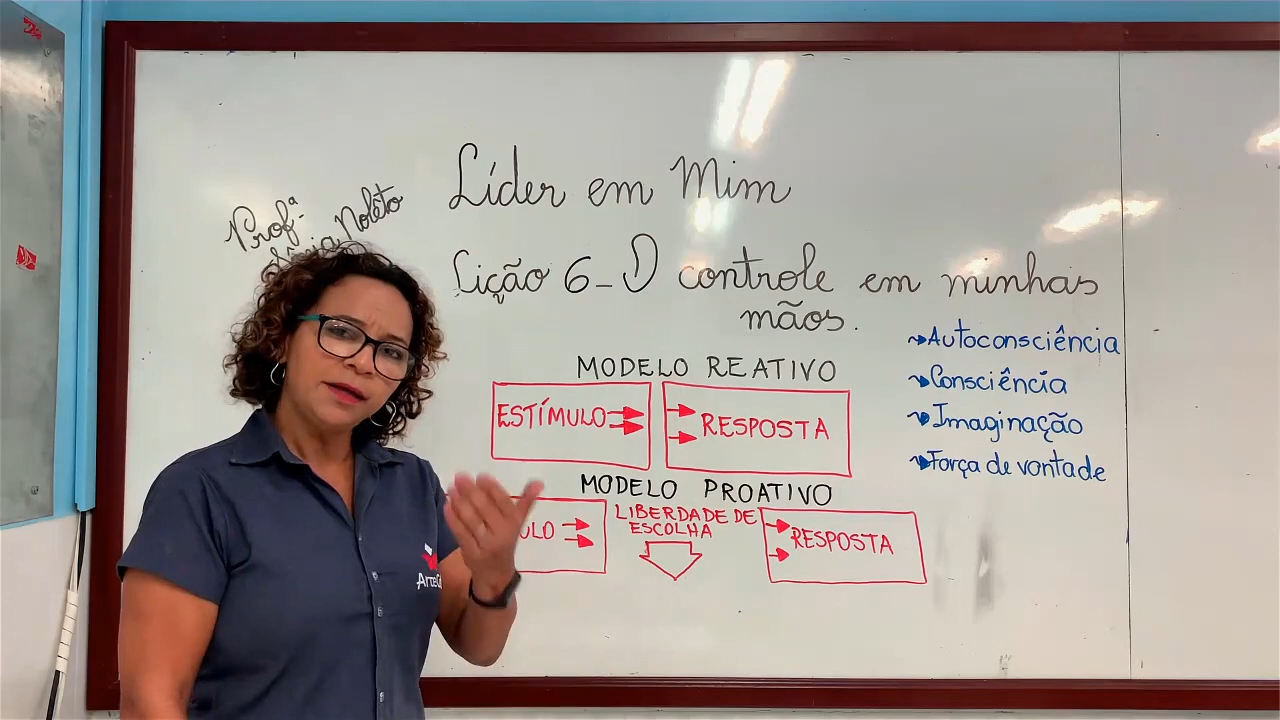 Líder em Mim
Profª
Noléto
Lição 6 - O controle em minhas
mãos.
MODELO REATIVO
ESTÍMULO
RESPOSTA
MODELO PROATIVO
ULO
LIBERDADE DE
ESCOLHA
RESPOSTA
Autoconsciência
Consciência
Imaginação
Força de vontade